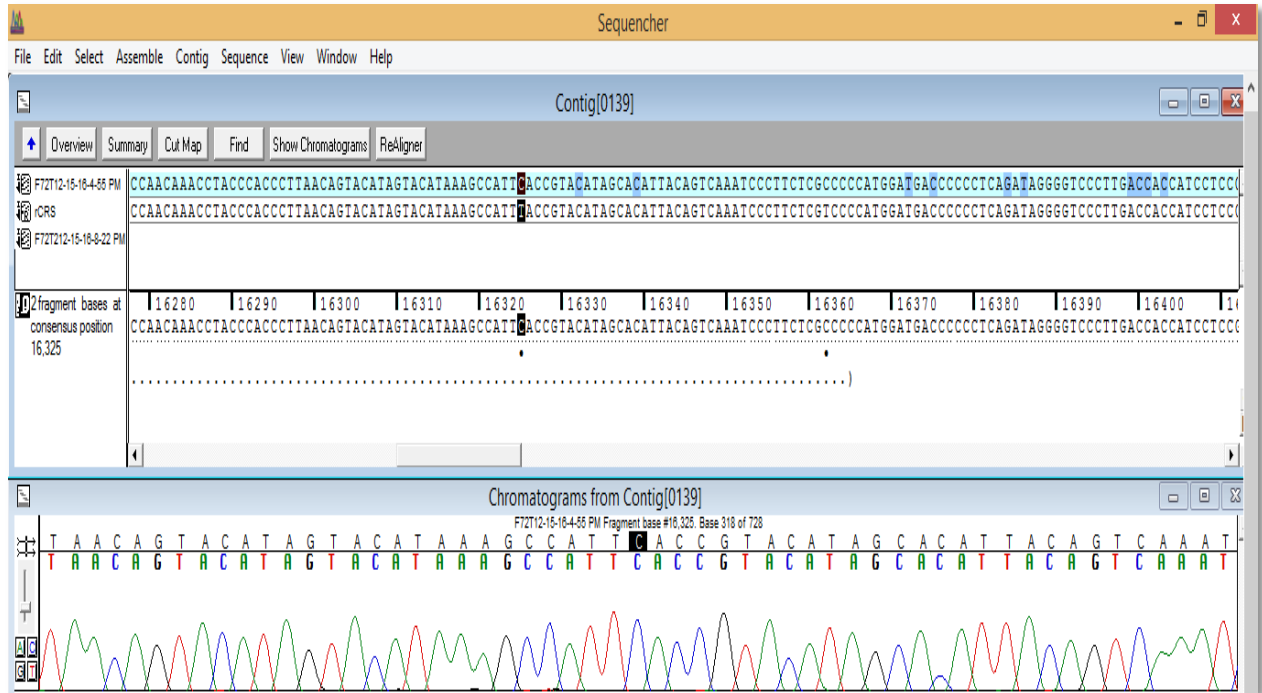 Sequencher
File Edit Select Assemble Contig Sequence View Window Help
Contig[0139]
Overview Summary Cut Map Find Show Chromatograms ReAligner
F72T12-15-16-4-55 PM CCAACAAACCTACCCACCCTTAACAGTACATAGTACATAAAGCCATTCACCGTACATAGCACATTACAGTCAAATCCCTTCTCGCCCCCATGGATGACCCCCCTCAGATAGGGGTCCCTTGACCACCATCCTCC
rCRS CCAACAAACCTACCCACCCTTAACAGTACATAGTACATAAAGCCATTTACCGTACATAGCACATTACAGTCAAATCCCTTCTCGTCCCCATGGATGACCCCCCTCAGATAGGGGTCCCTTGACCACCATCCTCC
F72T212-15-16-8-22 PM
2 fragment bases at 16280 16290 16300 16310 16320 16330 16340 16350 16360 16370 16380 16390 16400
consensus position CCAACAAACCTACCCACCCTTAACAGTACATAGTACATAAAGCCATTCACCGTACATAGCACATTACAGTCAAATCCCTTCTCGCCCCCATGGATGACCCCCCTCAGATAGGGGTCCCTTGACCACCATCCTCC
16,325
Chromatograms from Contig[0139]
F72T12-15-16-4-55 PM Fragment base #16,325. Base 318 of 728
T A A C A G T A C A T A G T A C A T A A A G C C A T T C A C C G T A C A T A G C A C A T T A C A G T C A A A T
T A A C A G T A C A T A G T A C A T A A A G C C A T T C A C C G T A C A T A G C A C A T T A C A G T C A A A T
A C
G T